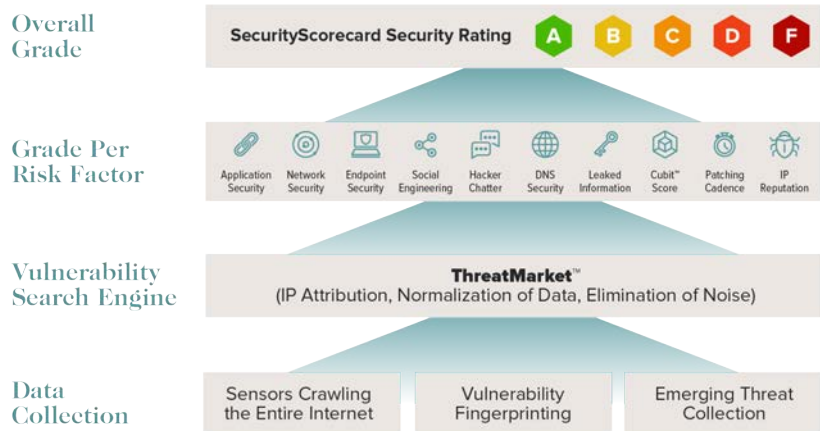 Overall
Grade
SecurityScorecard Security Rating
A B C D F
Grade Per
Risk Factor
Application
Security
Network
Security
Endpoint
Security
Social
Engineering
Hacker
Chatter
DNS
Security
Leaked
Information
Cubit™
Score
Patching
Cadence
IP
Reputation
Vulnerability
Search Engine
ThreatMarket™
(IP Attribution, Normalization of Data, Elimination of Noise)
Data
Collection
Sensors Crawling
the Entire Internet
Vulnerability
Fingerprinting
Emerging Threat
Collection